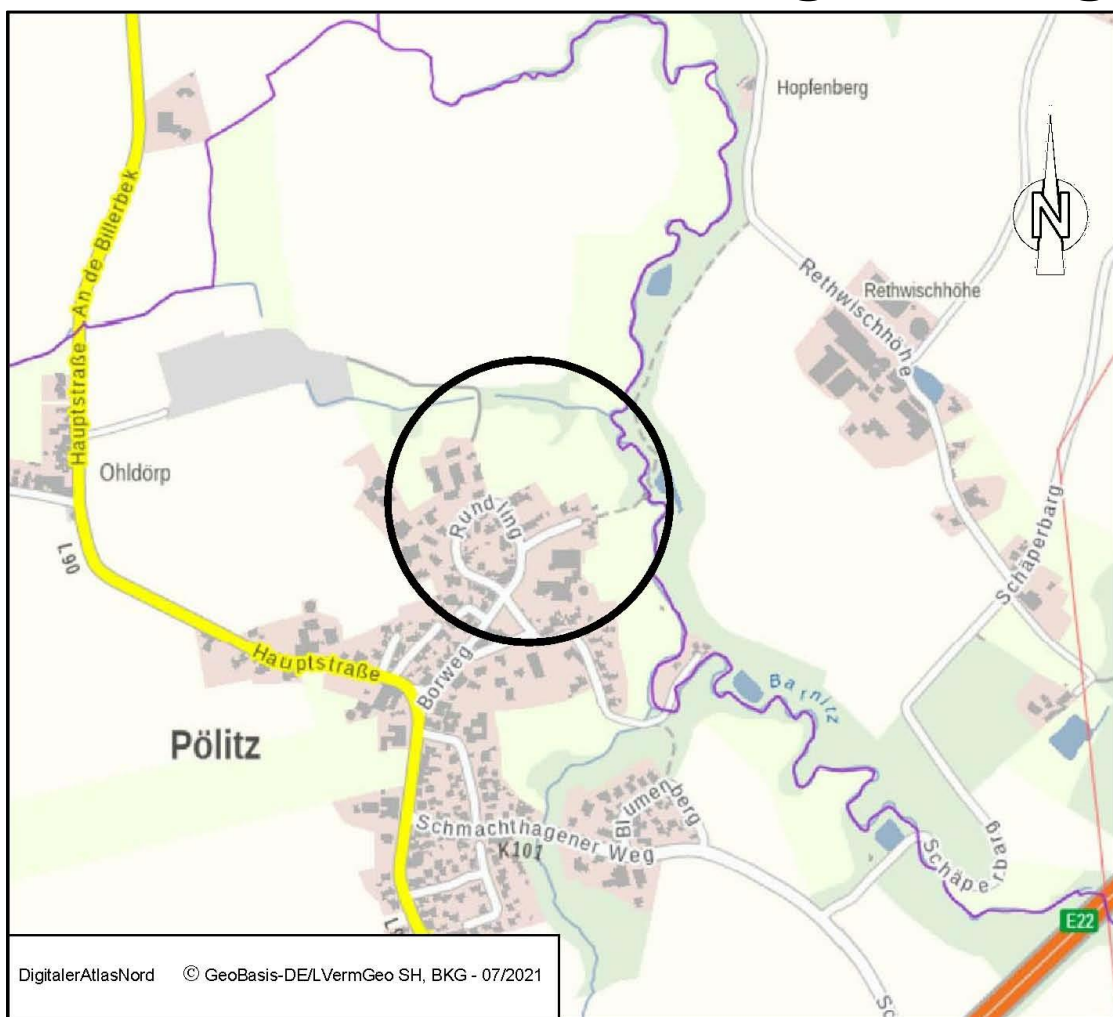 Hopfenberg
N
Rethwischhöhe
Rethwischhöhe
Hauptstraße An de Billerbek
Ohldörp
L90
Rundling
Schäperbarg
Hauptstraße
Borweg
Barnitz
Pölitz
Blumenberg
Schmachthagener Weg
K101
Schäperbarg
E22
DigitalerAtlasNord © GeoBasis-DE/LVermGeo SH, BKG - 07/2021